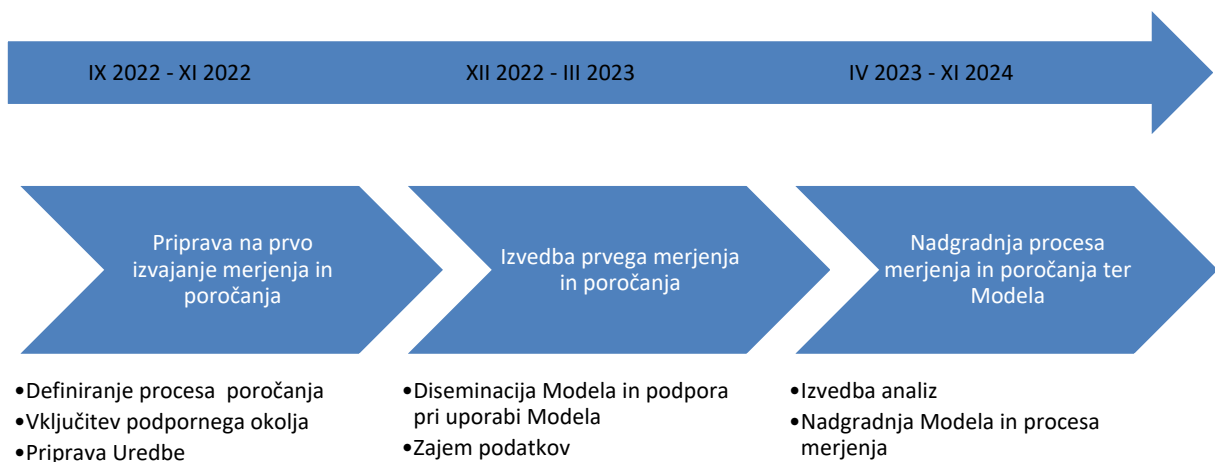 IX 2022 - XI 2022
XII 2022 - III 2023
IV 2023 - XI 2024
Priprava na prvo
izvajanje merjenja in
poročanja
Izvedba prvega merjenja
in poročanja
Nadgradnja procesa
merjenja in poročanja ter
Modela
•Definiranje procesa poročanja
•Vključitev podpornega okolja
•Priprava Uredbe
•Diseminacija Modela in podpora
pri uporabi Modela
•Zajem podatkov
•Izvedba analiz
•Nadgradnja Modela in procesa
merjenja